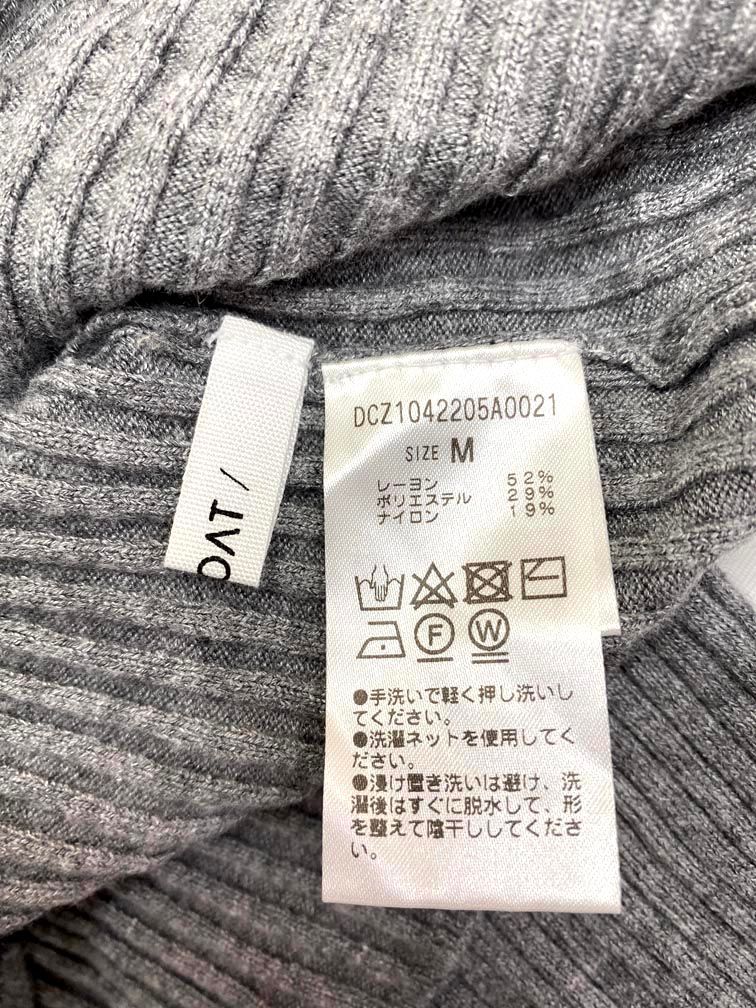 OAT /
DCZ1042205A0021
SIZE M
レーヨン 52%
ポリエステル 29%
ナイロン 19%
F W
●手洗いで軽く押し洗いし
てください。
●洗濯ネットを使用してく
ださい。
●浸け置き洗いは避け、洗
濯後はすぐに脱水して、形
を整えて陰干ししてくださ
い。